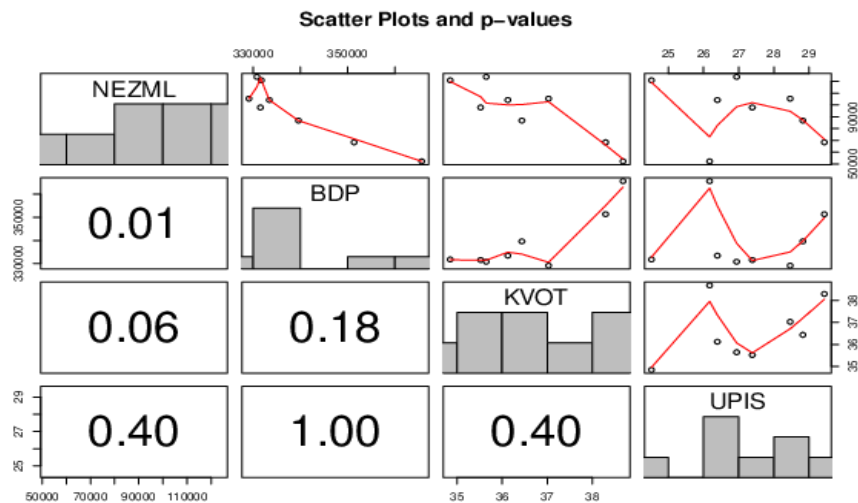 Scatter Plots and p−values
330000 350000
25 26 27 28 29
NEZML
50000 90000
330000 350000
0.01
BDP
0.06
0.18
KVOT
35 36 37 38
25 27 29
0.40
1.00
0.40
UPIS
50000 70000 90000 110000
35 36 37 38